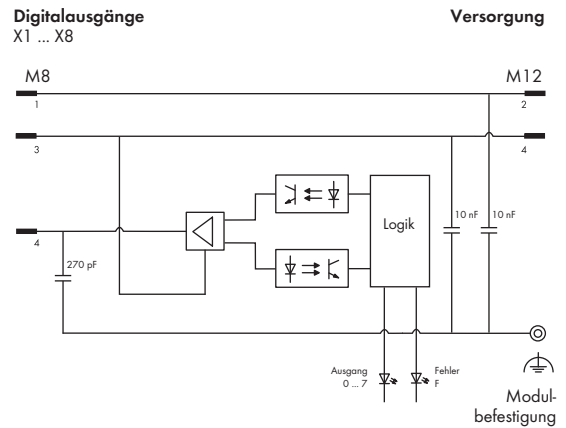 Digitalausgänge
X1 ... X8
Versorgung
M8
M12
1
2
3
4
4
270 pF
Logik
10 nF
10 nF
Ausgang
0 ... 7
Fehler
F
Modul-
befestigung